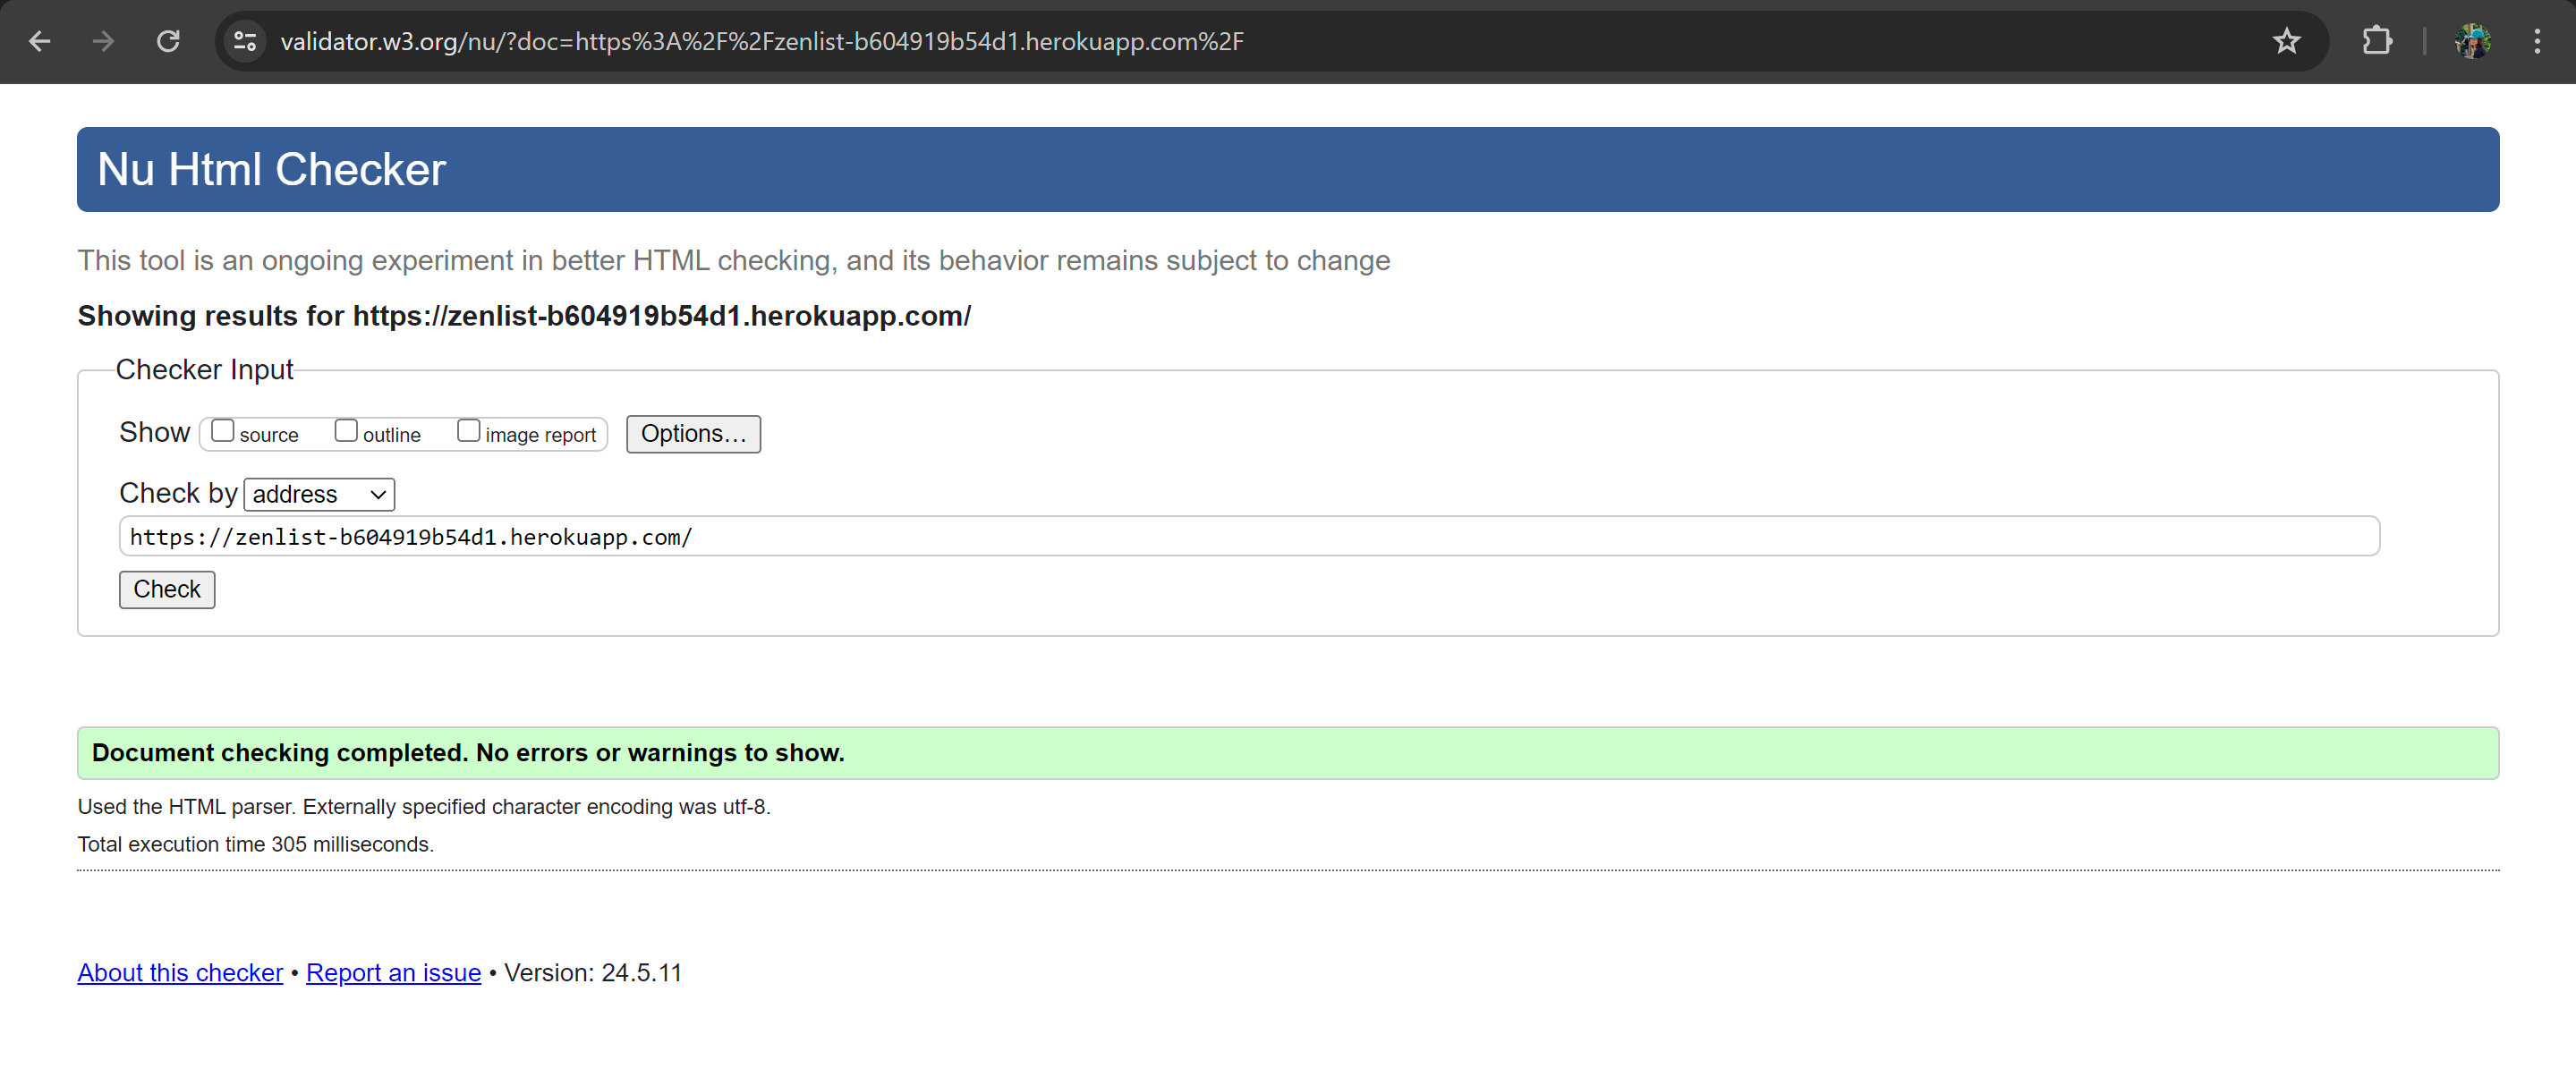 validator.w3.org/nu/?doc=https%3A%2F%2Fzenlist-b604919b54d1.herokuapp.com%2F
Nu Html Checker
This tool is an ongoing experiment in better HTML checking, and its behavior remains subject to change
Showing results for https://zenlist-b604919b54d1.herokuapp.com/
Checker Input
Show source outline image report Options...
Check by address
https://zenlist-b604919b54d1.herokuapp.com/
Check
Document checking completed. No errors or warnings to show.
Used the HTML parser. Externally specified character encoding was utf-8.
Total execution time 305 milliseconds.
About this checker • Report an issue • Version: 24.5.11